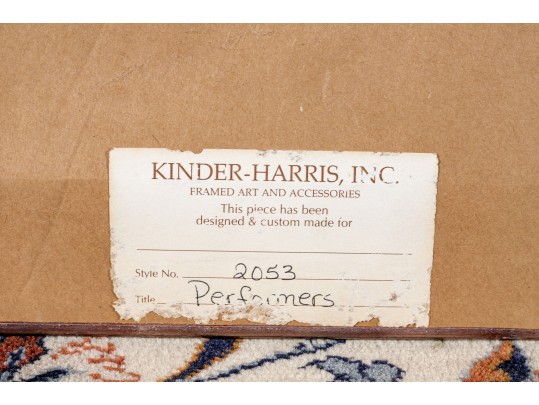 KINDER-HARRIS, INC.
FRAMED ART AND ACCESSORIES
This piece has been
designed & custom made for
Style No. 2053
Title Performers